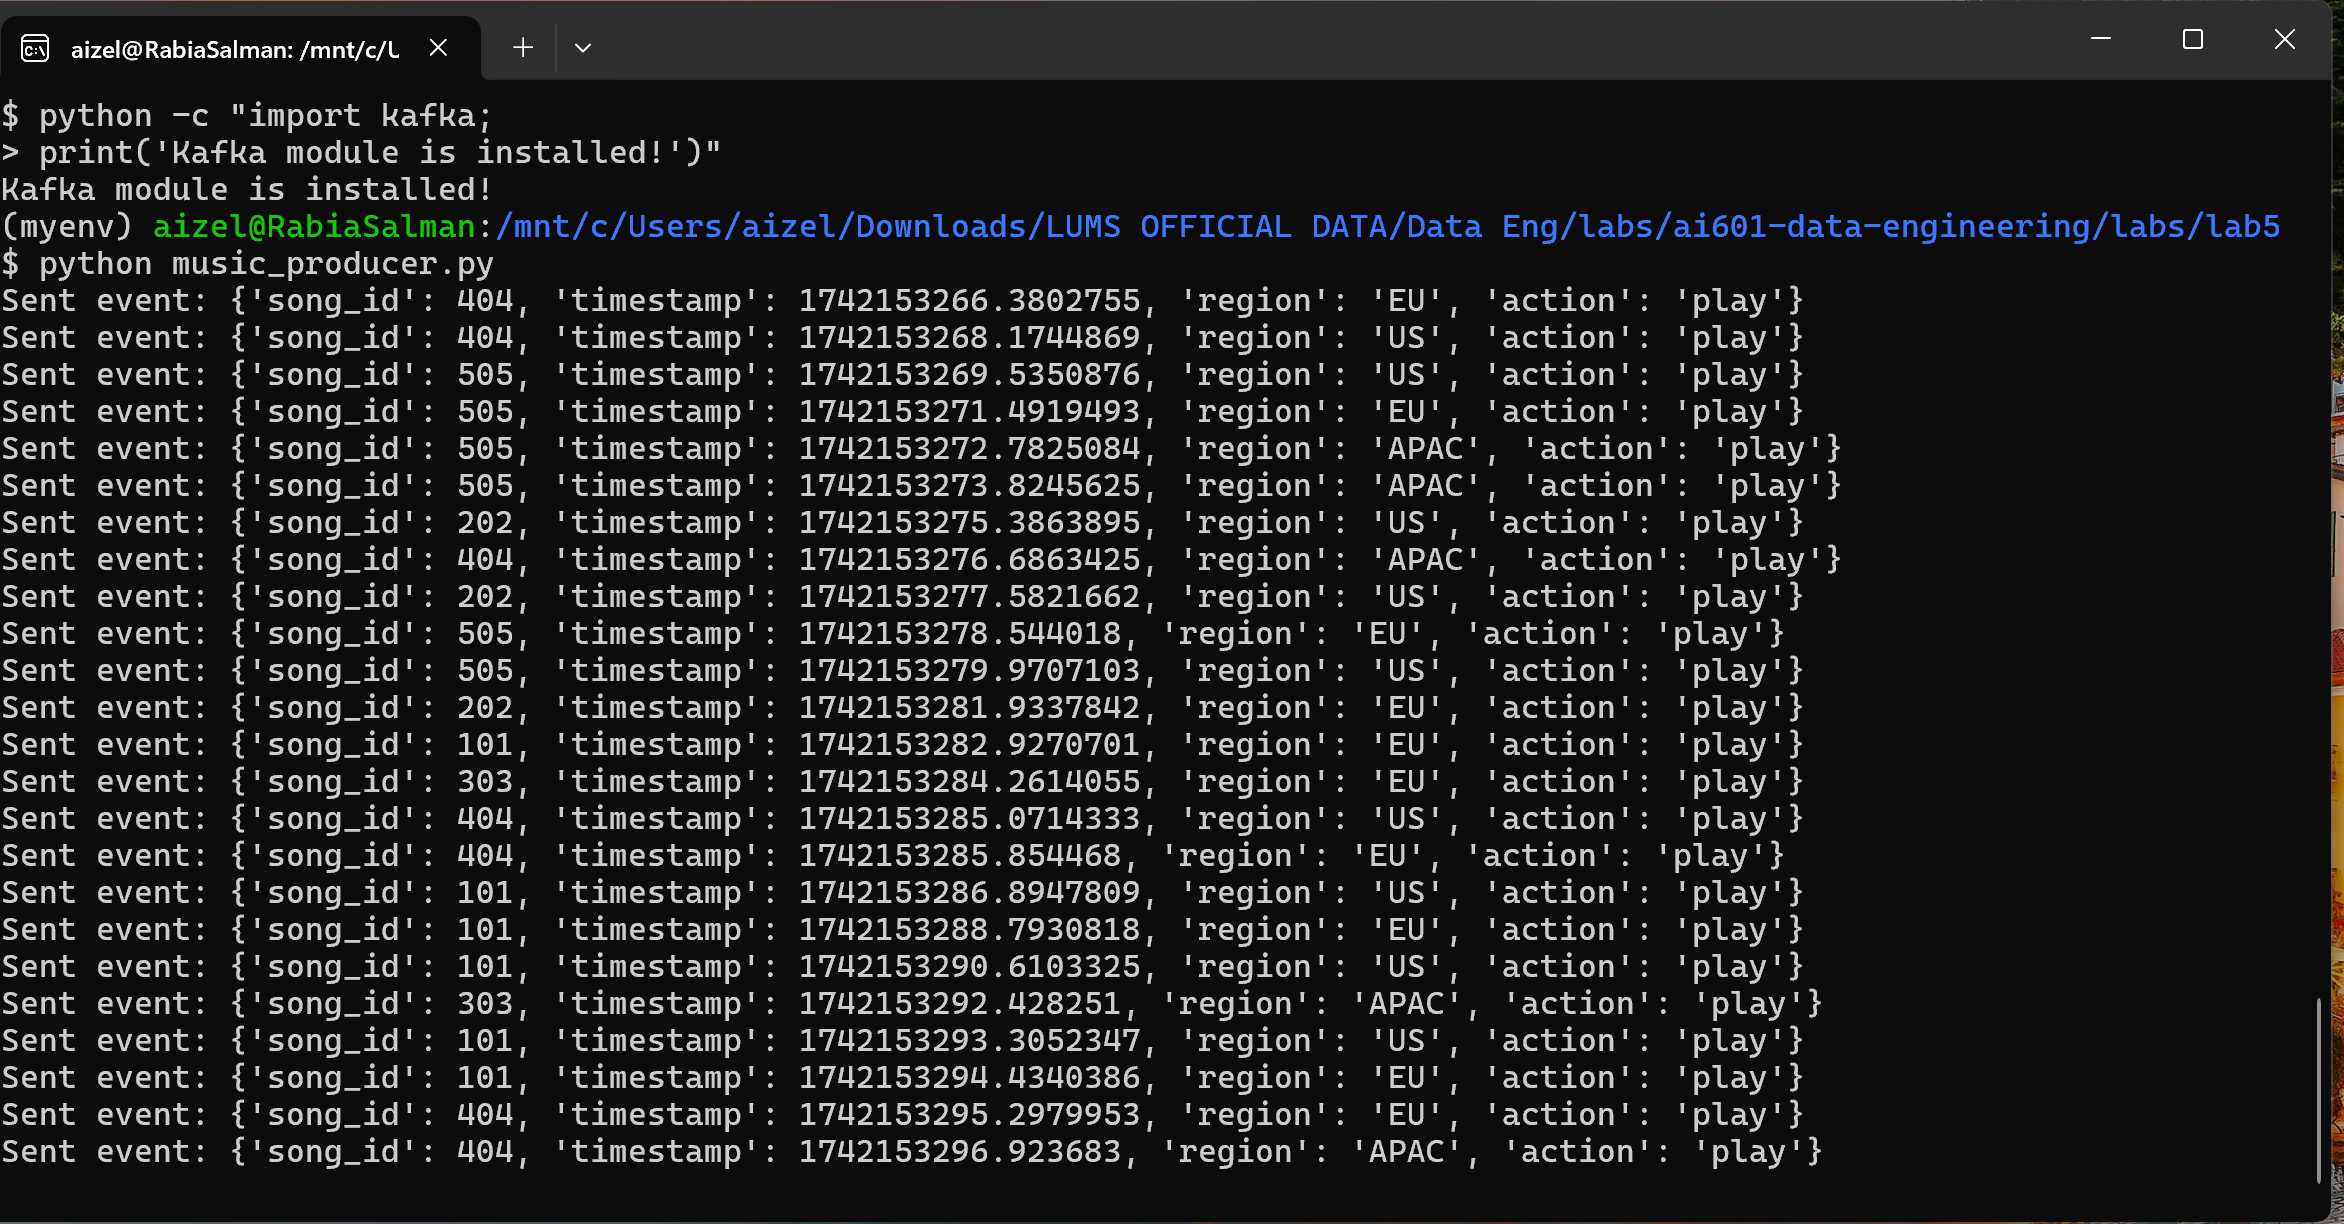 aizel@RabiaSalman: /mnt/c/U
$ python -c "import kafka;
> print('Kafka module is installed!')"
Kafka module is installed!
(myenv) aizel@RabiaSalman:/mnt/c/Users/aizel/Downloads/LUMS OFFICIAL DATA/Data Eng/labs/ai601-data-engineering/labs/lab5
$ python music_producer.py
Sent event: {'song_id': 404, 'timestamp': 1742153266.3802755, 'region': 'EU', 'action': 'play'}
Sent event: {'song_id': 404, 'timestamp': 1742153268.1744869, 'region': 'US', 'action': 'play'}
Sent event: {'song_id': 505, 'timestamp': 1742153269.5350876, 'region': 'US', 'action': 'play'}
Sent event: {'song_id': 505, 'timestamp': 1742153271.4919493, 'region': 'EU', 'action': 'play'}
Sent event: {'song_id': 505, 'timestamp': 1742153272.7825084, 'region': 'APAC', 'action': 'play'}
Sent event: {'song_id': 505, 'timestamp': 1742153273.8245625, 'region': 'APAC', 'action': 'play'}
Sent event: {'song_id': 202, 'timestamp': 1742153275.3863895, 'region': 'US', 'action': 'play'}
Sent event: {'song_id': 404, 'timestamp': 1742153276.6863425, 'region': 'APAC', 'action': 'play'}
Sent event: {'song_id': 202, 'timestamp': 1742153277.5821662, 'region': 'US', 'action': 'play'}
Sent event: {'song_id': 505, 'timestamp': 1742153278.544018, 'region': 'EU', 'action': 'play'}
Sent event: {'song_id': 505, 'timestamp': 1742153279.9707103, 'region': 'US', 'action': 'play'}
Sent event: {'song_id': 202, 'timestamp': 1742153281.9337842, 'region': 'EU', 'action': 'play'}
Sent event: {'song_id': 101, 'timestamp': 1742153282.9270701, 'region': 'EU', 'action': 'play'}
Sent event: {'song_id': 303, 'timestamp': 1742153284.2614055, 'region': 'EU', 'action': 'play'}
Sent event: {'song_id': 404, 'timestamp': 1742153285.0714333, 'region': 'US', 'action': 'play'}
Sent event: {'song_id': 404, 'timestamp': 1742153285.854468, 'region': 'EU', 'action': 'play'}
Sent event: {'song_id': 101, 'timestamp': 1742153286.8947809, 'region': 'US', 'action': 'play'}
Sent event: {'song_id': 101, 'timestamp': 1742153288.7930818, 'region': 'EU', 'action': 'play'}
Sent event: {'song_id': 101, 'timestamp': 1742153290.6103325, 'region': 'US', 'action': 'play'}
Sent event: {'song_id': 303, 'timestamp': 1742153292.428251, 'region': 'APAC', 'action': 'play'}
Sent event: {'song_id': 101, 'timestamp': 1742153293.3052347, 'region': 'US', 'action': 'play'}
Sent event: {'song_id': 101, 'timestamp': 1742153294.4340386, 'region': 'EU', 'action': 'play'}
Sent event: {'song_id': 404, 'timestamp': 1742153295.2979953, 'region': 'EU', 'action': 'play'}
Sent event: {'song_id': 404, 'timestamp': 1742153296.923683, 'region': 'APAC', 'action': 'play'}